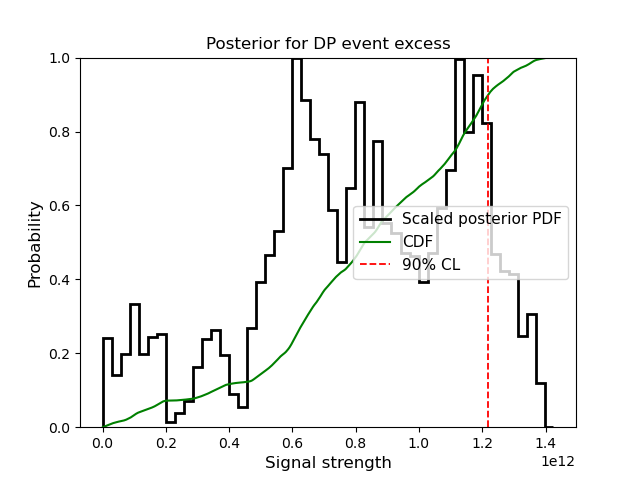 Posterior for DP event excess
Probability
1.0
0.8
0.6
0.4
0.2
0.0
Scaled posterior PDF
CDF
90% CL
0.0 0.2 0.4 0.6 0.8 1.0 1.2 1.4
1e12
Signal strength